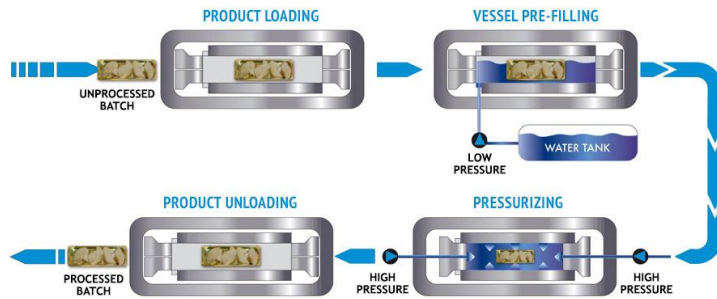 PRODUCT LOADING
VESSEL PRE-FILLING
UNPROCESSED
BATCH
LOW
PRESSURE
WATER TANK
PRODUCT UNLOADING
PRESSURIZING
PROCESSED
BATCH
HIGH
PRESSURE
HIGH
PRESSURE